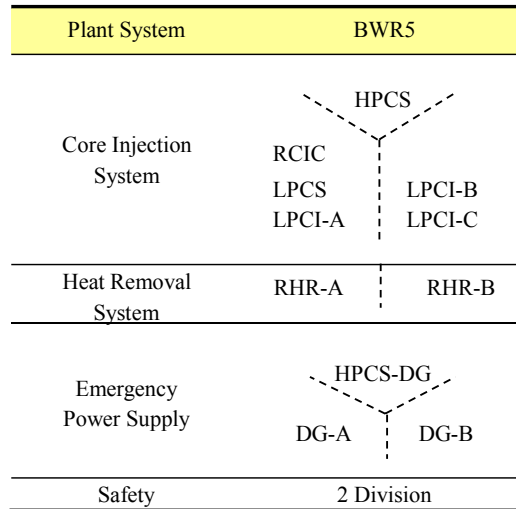 Plant System BWR5
HPCS
Core Injection
System
RCIC
LPCS LPCI-B
LPCI-A LPCI-C
Heat Removal
System
RHR-A RHR-B
HPCS-DG
Emergency
Power Supply
DG-A DG-B
Safety 2 Division